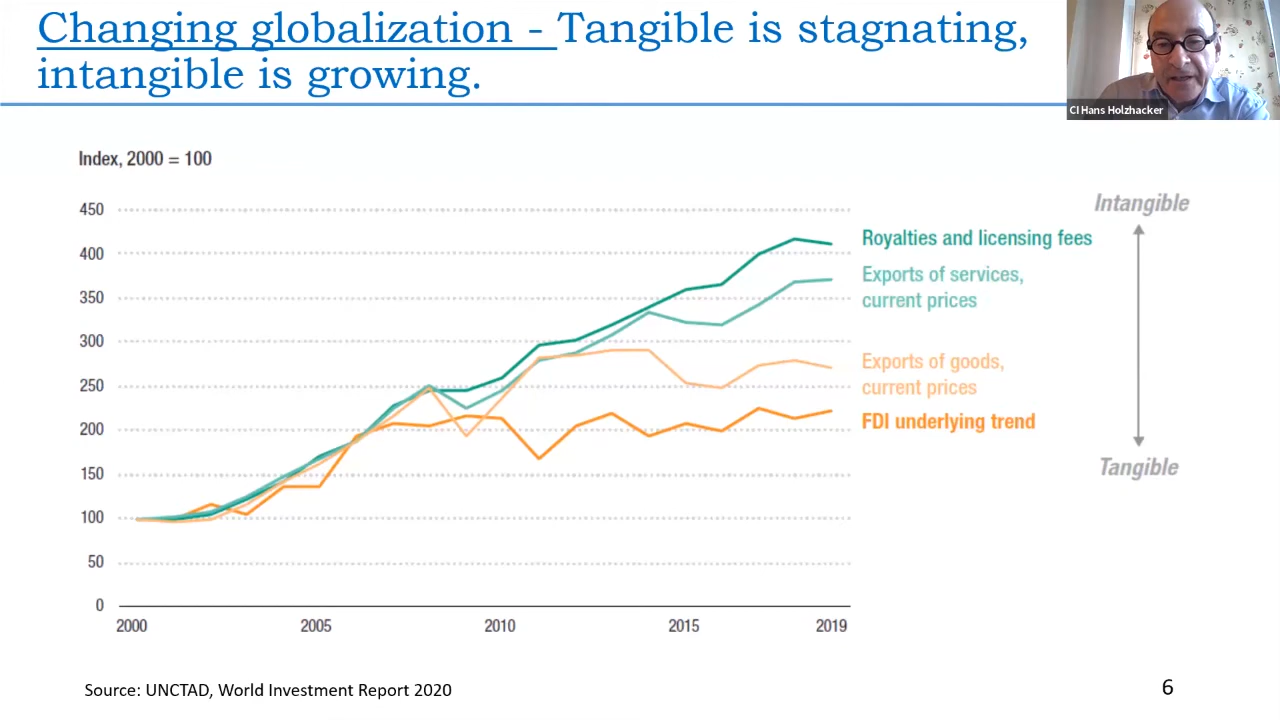 Changing globalization - Tangible is stagnating,
intangible is growing.
CI Hans Holzhacker
Index, 2000 = 100
450
400
350
300
250
200
150
100
50
0
2000
2005
2010
2015
2019
Royalties and licensing fees
Exports of services,
current prices
Exports of goods,
current prices
FDI underlying trend
Intangible
Tangible
Source: UNCTAD, World Investment Report 2020
6